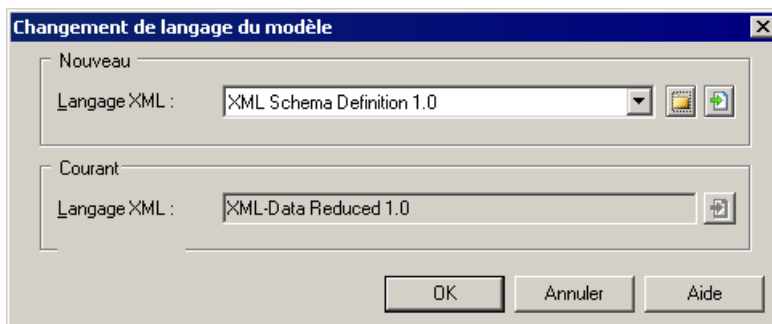 Changement de langage du modèle
Nouveau
Langage XML : XML Schema Definition 1.0
Courant
Langage XML : XML-Data Reduced 1.0
OK Annuler Aide